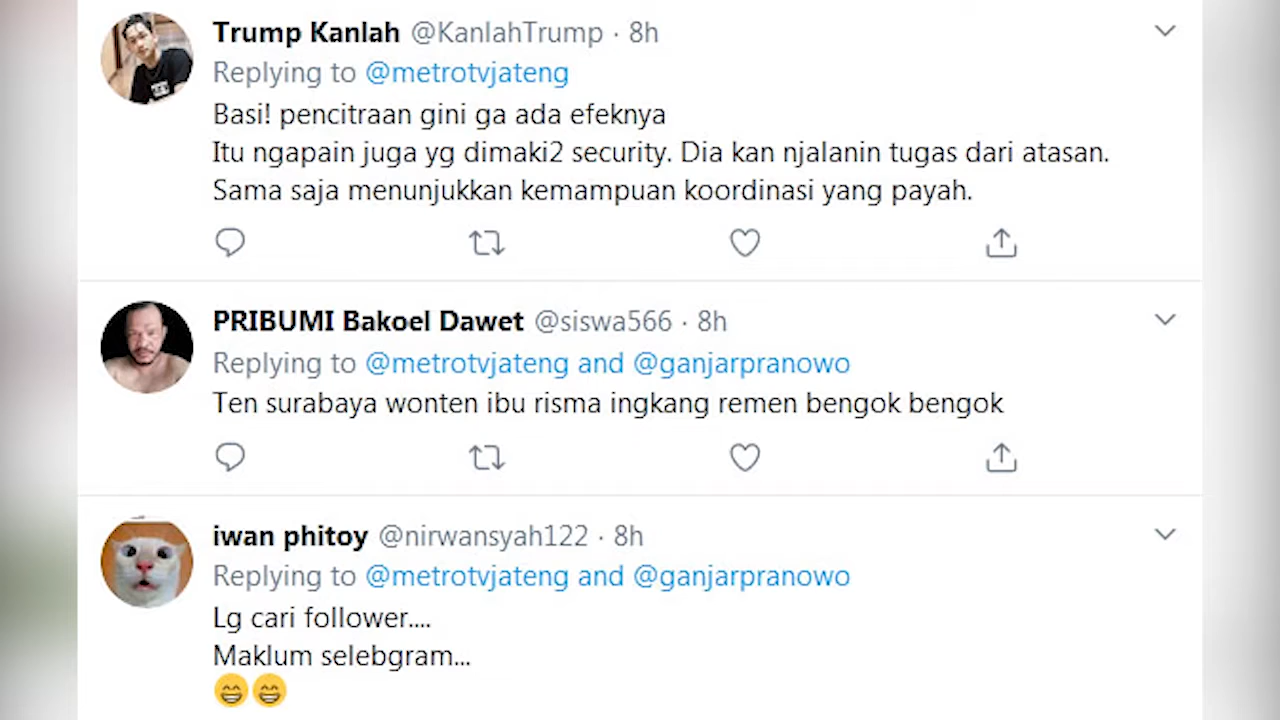 Trump Kanlah @KanlahTrump · 8h
Replying to @metrotvjateng
Basi! pencitraan gini ga ada efeknya
Itu ngapain juga yg dimaki2 security. Dia kan njalanin tugas dari atasan.
Sama saja menunjukkan kemampuan koordinasi yang payah.
PRIBUMI Bakoel Dawet @siswa566 · 8h
Replying to @metrotvjateng and @ganjarpranowo
Ten surabaya wonten ibu risma ingkang remen bengok bengok
iwan phitoy @nirwansyah122 · 8h
Replying to @metrotvjateng and @ganjarpranowo
Lg cari follower....
Maklum selebgram...
😁😁